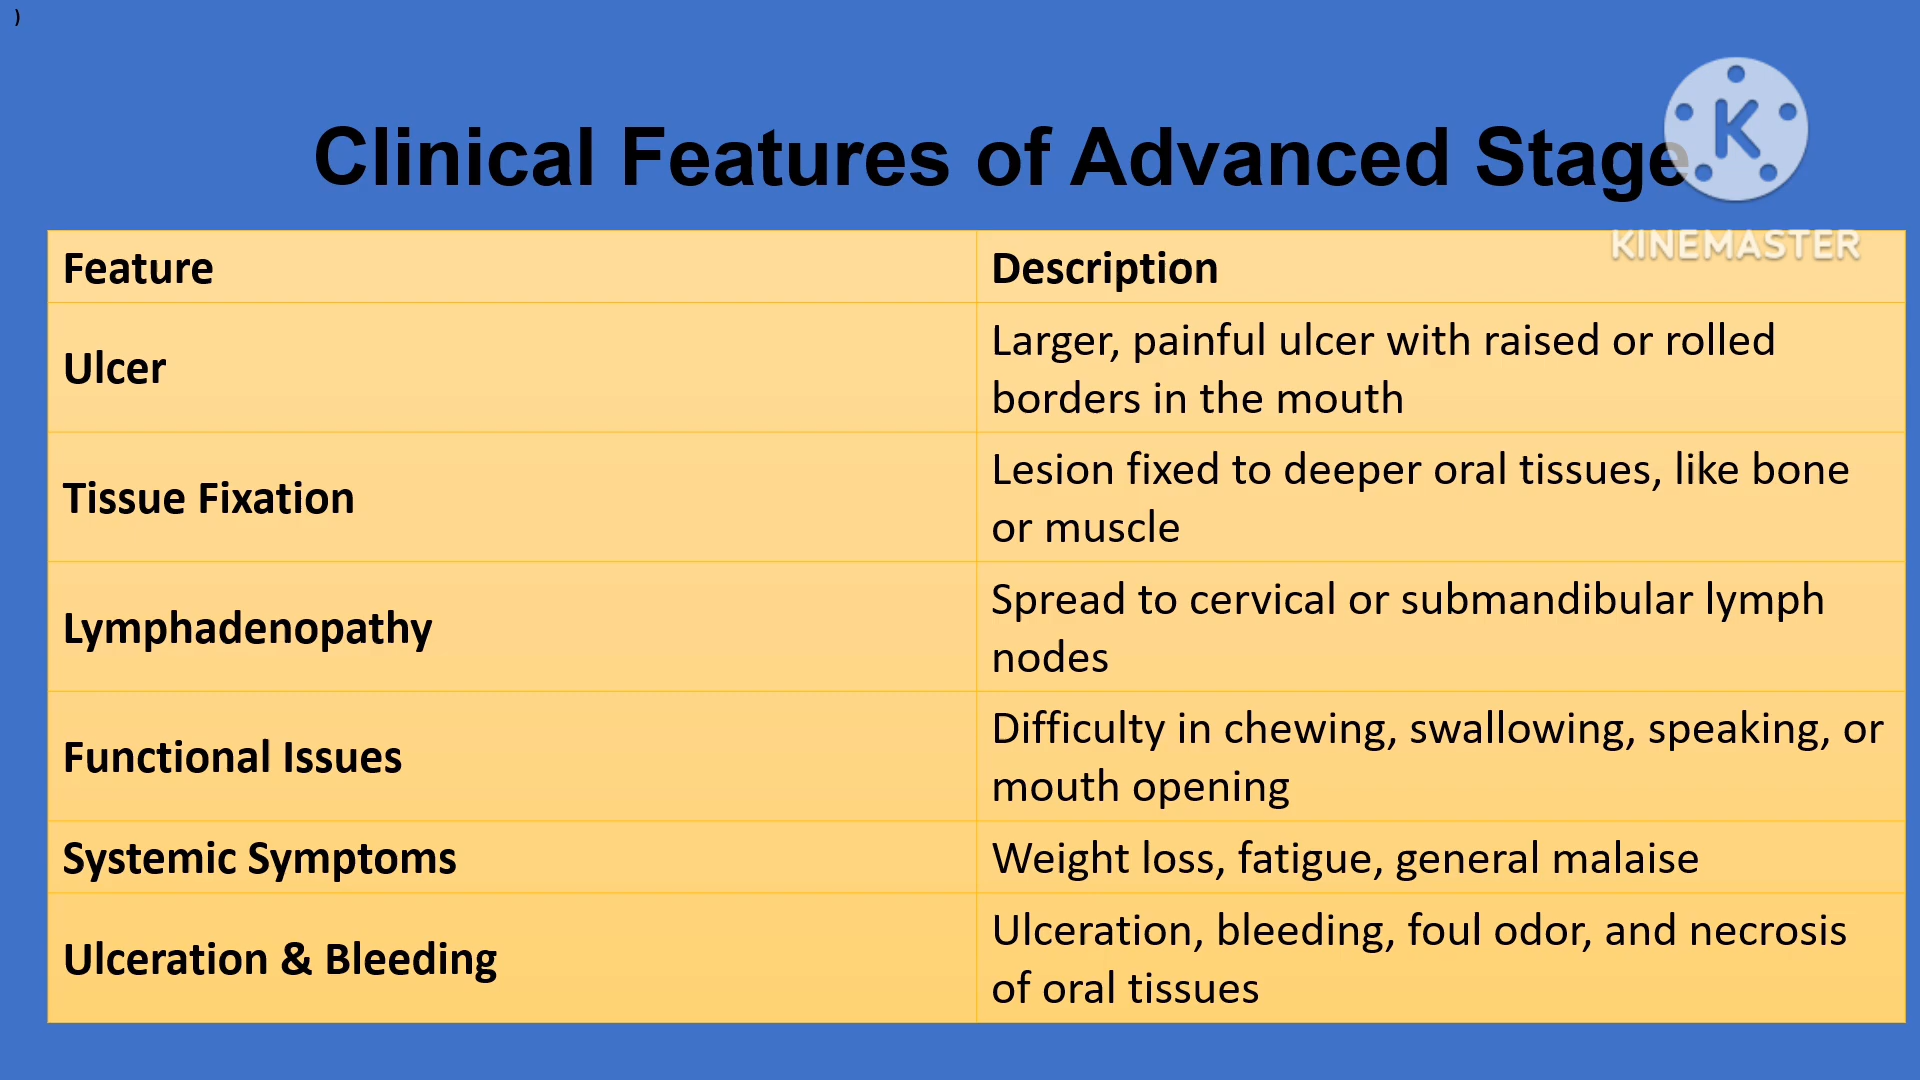 )
Clinical Features of Advanced Stage
K
KINEMASTER
Feature
Description
Ulcer
Larger, painful ulcer with raised or rolled
borders in the mouth
Tissue Fixation
Lesion fixed to deeper oral tissues, like bone
or muscle
Lymphadenopathy
Spread to cervical or submandibular lymph
nodes
Functional Issues
Difficulty in chewing, swallowing, speaking, or
mouth opening
Systemic Symptoms
Weight loss, fatigue, general malaise
Ulceration & Bleeding
Ulceration, bleeding, foul odor, and necrosis
of oral tissues